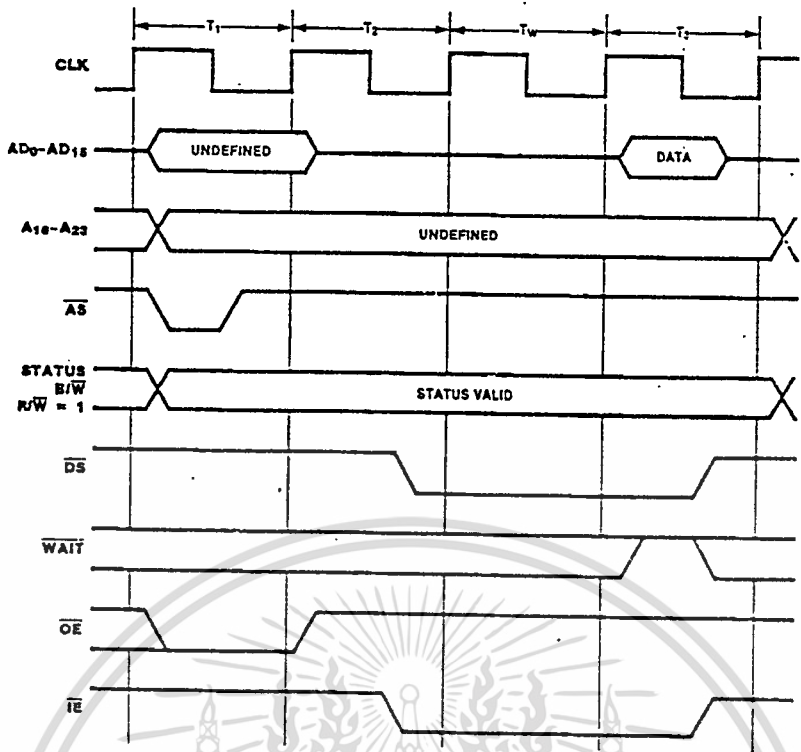 T1 T2 TW T3
CLK
AD0-AD15 UNDEFINED DATA
A16-A23 UNDEFINED
AS
STATUS
B/W
R/W = 1
STATUS VALID
DS
WAIT
OE
IE